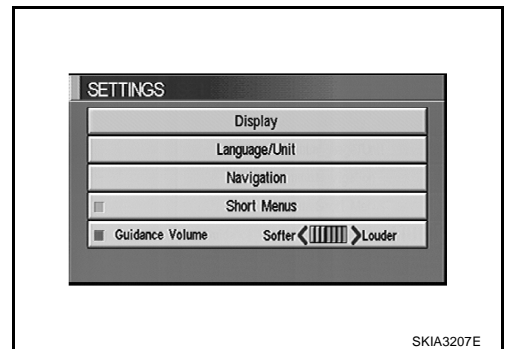 SETTINGS
Display
Language/Unit
Navigation
Short Menus
Guidance Volume Softer Louder
SKIA3207E